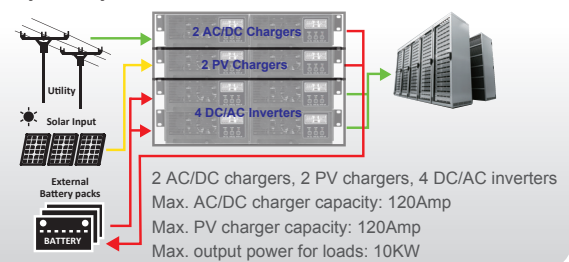 2 AC/DC Chargers
2 PV Chargers
4 DC/AC Inverters
Utility
Solar Input
External
Battery packs
BATTERY
2 AC/DC chargers, 2 PV chargers, 4 DC/AC inverters
Max. AC/DC charger capacity: 120Amp
Max. PV charger capacity: 120Amp
Max. output power for loads: 10KW